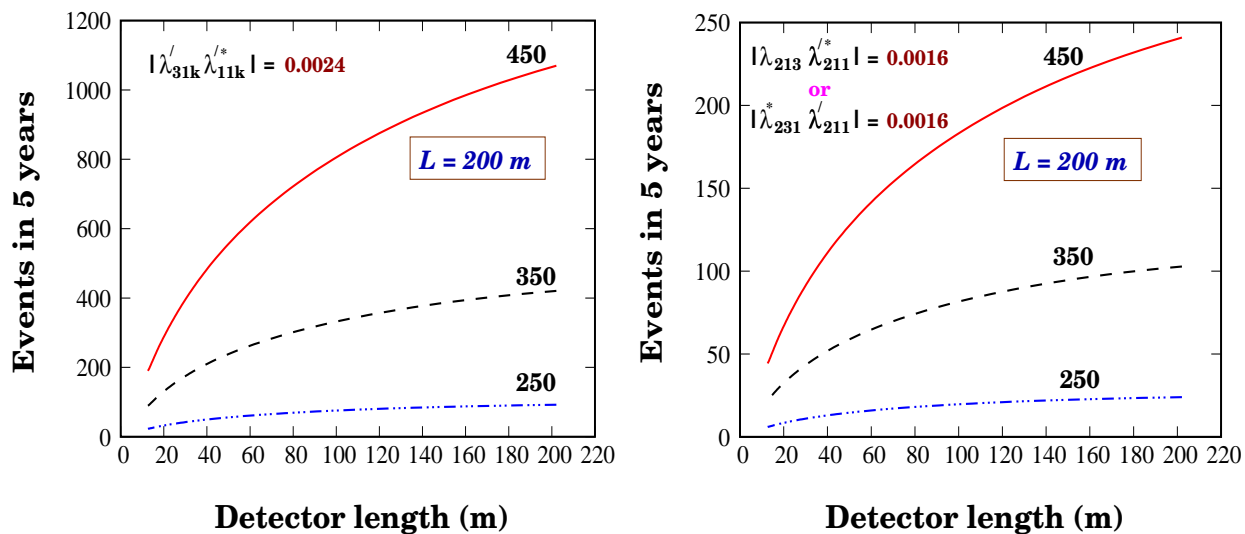 Events in 5 years
1200
1000
800
600
400
200
0
|λ′31k λ′*11k| = 0.0024
450
L = 200 m
350
250
0 20 40 60 80 100 120 140 160 180 200 220
Detector length (m)
Events in 5 years
250
200
150
100
50
0
|λ213 λ′*211| = 0.0016
or
|λ*231 λ′211| = 0.0016
450
L = 200 m
350
250
0 20 40 60 80 100 120 140 160 180 200 220
Detector length (m)